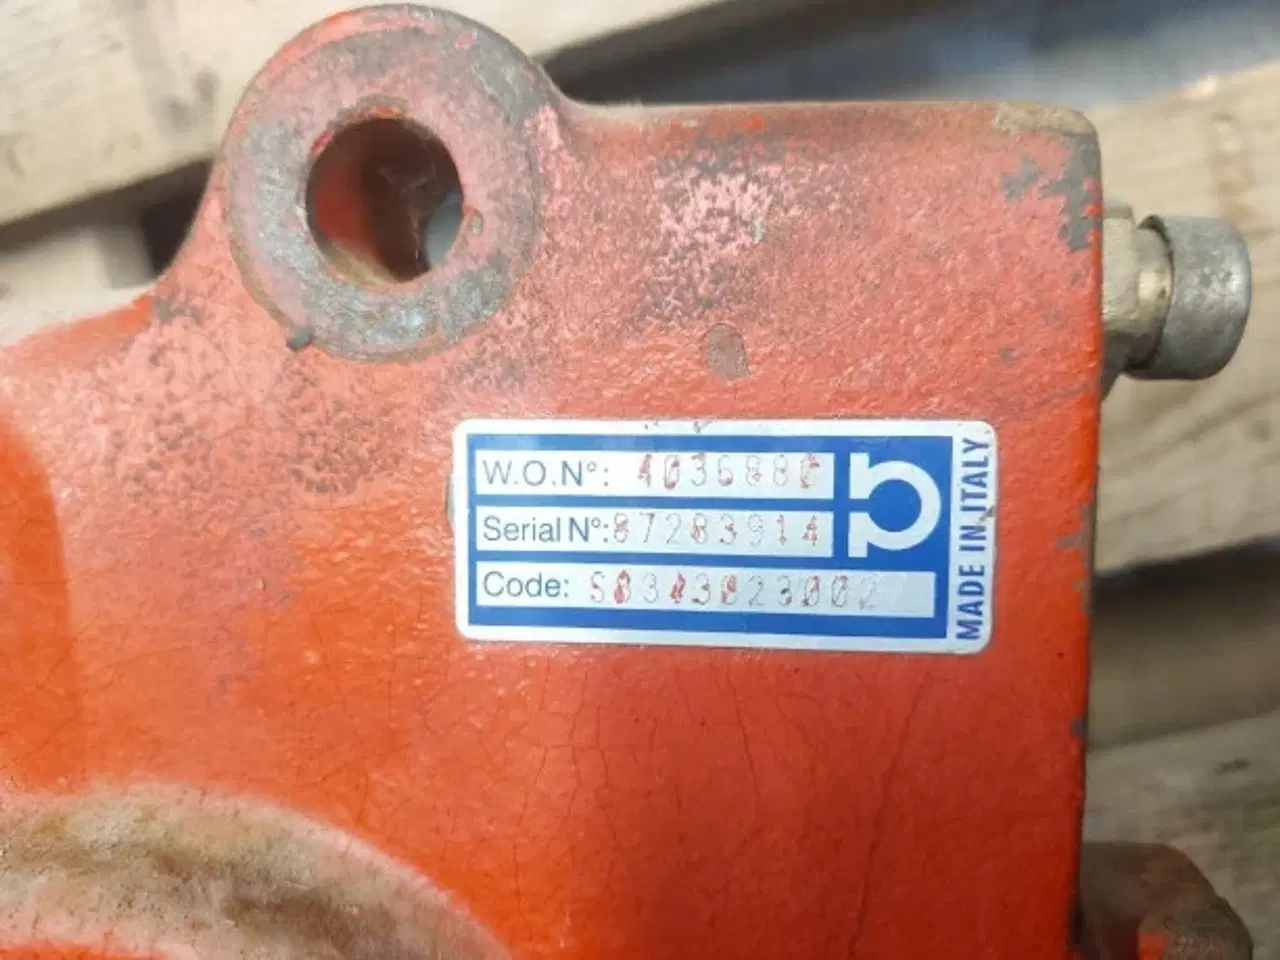 W.O.N°: 4036880
Serial N°: 87283914
Code:
MADE IN ITALY